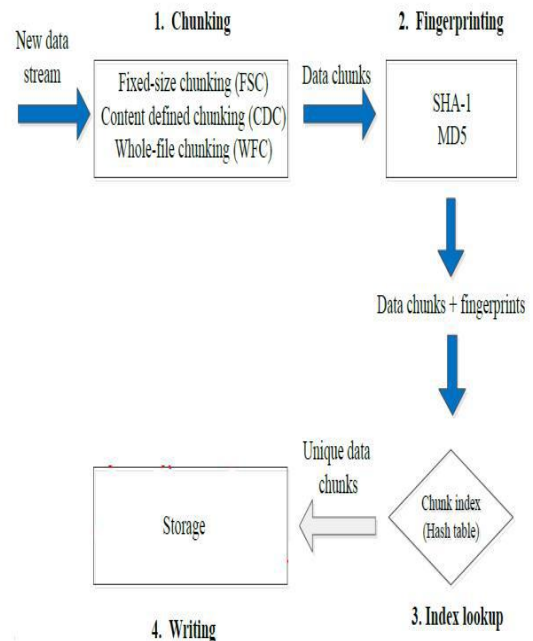 1. Chunking
New data
stream
Fixed-size chunking (FSC)
Content defined chunking (CDC)
Whole-file chunking (WFC)
Data chunks
2. Fingerprinting
SHA-1
MD5
Data chunks + fingerprints
Chunk index
(Hash table)
3. Index lookup
Unique data
chunks
Storage
4. Writing